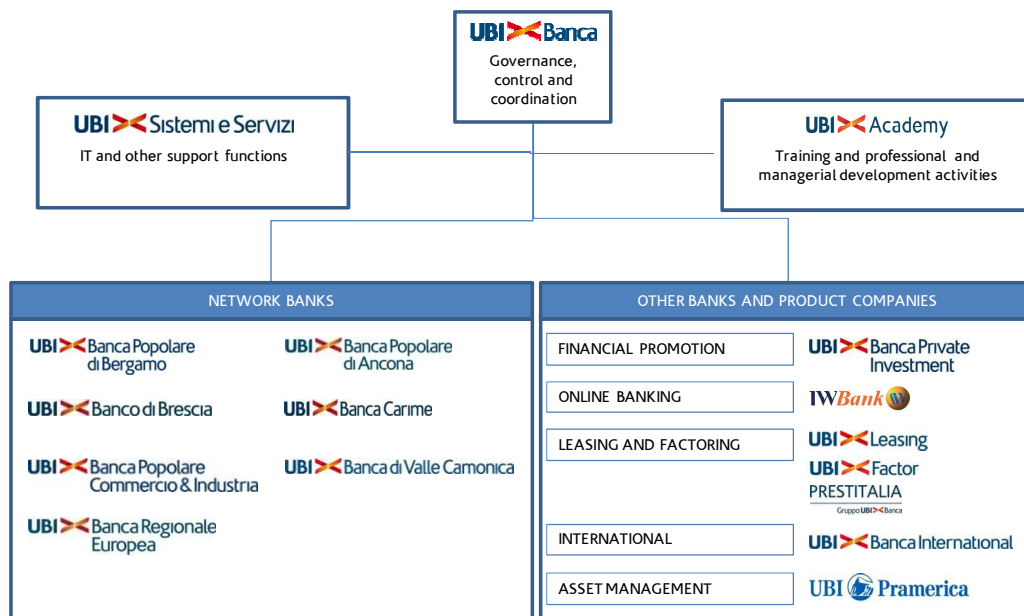 UBI Banca
Governance,
control and
coordination
UBI Sistemi e Servizi
IT and other support functions
UBI Academy
Training and professional and
managerial development activities
NETWORK BANKS
UBI Banca Popolare
di Bergamo
UBI Banca Popolare
di Ancona
UBI Banco di Brescia
UBI Banca Carime
UBI Banca Popolare
Commercio & Industria
UBI Banca di Valle Camonica
UBI Banca Regionale
Europea
OTHER BANKS AND PRODUCT COMPANIES
FINANCIAL PROMOTION
UBI Banca Private
Investment
ONLINE BANKING
IWBank
LEASING AND FACTORING
UBI Leasing
UBI Factor
PRESTITALIA
Gruppo UBI Banca
INTERNATIONAL
UBI Banca International
ASSET MANAGEMENT
UBI Pramerica